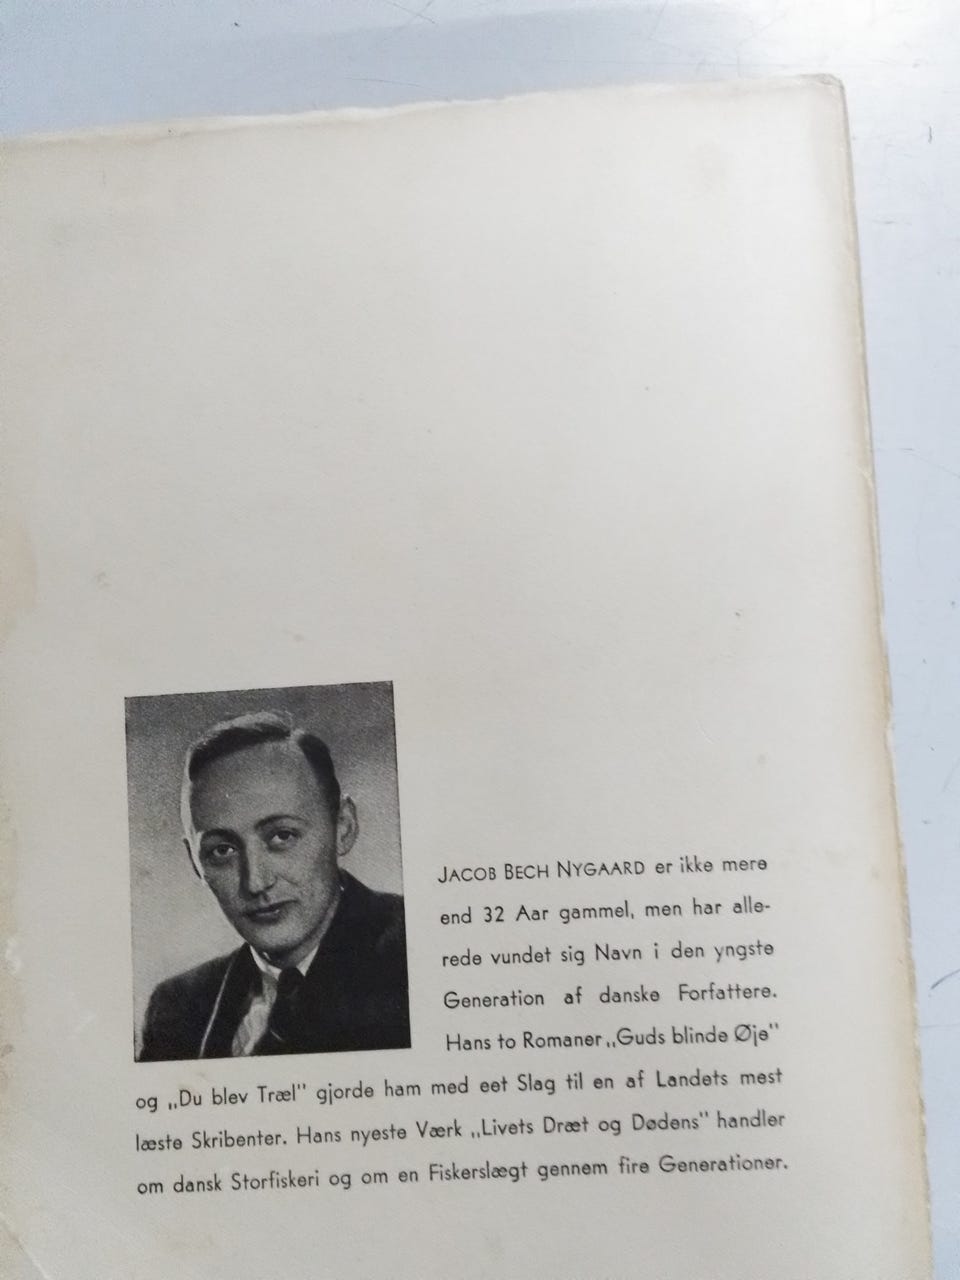 JACOB BECH NYGAARD er ikke mere
end 32 Aar gammel, men har alle-
rede vundet sig Navn i den yngste
Generation af danske Forfattere.
Hans to Romaner „Guds blinde Øje"
og „Du blev Træl" gjorde ham med eet Slag til en af Landets mest
læste Skribenter. Hans nyeste Værk „Livets Dræt og Dødens" handler
om dansk Storfiskeri og om en Fiskerslægt gennem fire Generationer.